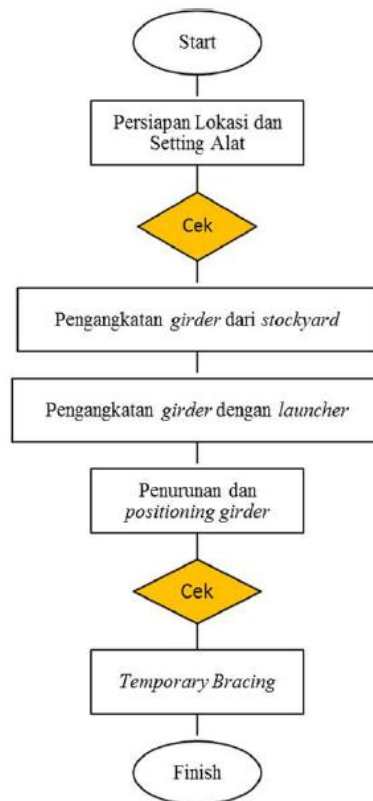 Start
Persiapan Lokasi dan
Setting Alat
Cek
Pengangkatan girder dari stockyard
Pengangkatan girder dengan launcher
Penurunan dan
positioning girder
Cek
Temporary Bracing
Finish